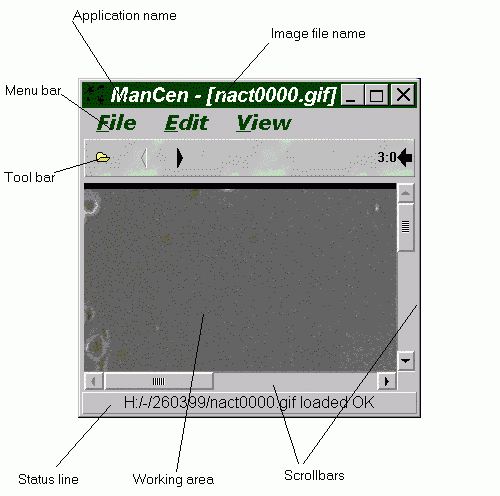 Application name
Image file name
ManCen - [nact0000.gif]
Menu bar
File Edit View
3:0
Tool bar
H:/-/260399/nact0000.gif loaded OK
Status line
Working area
Scrollbars